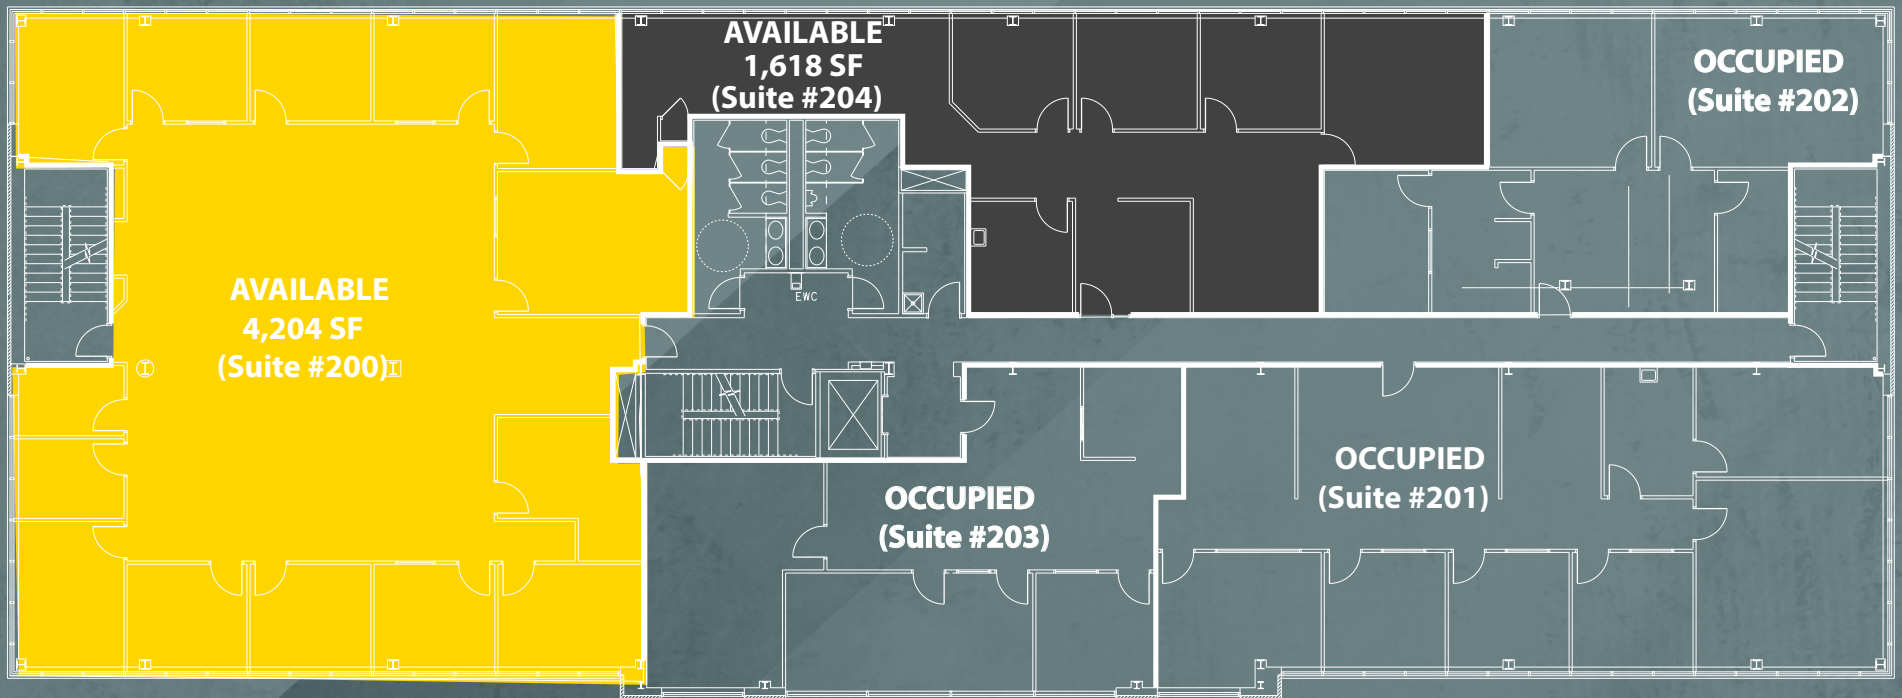 AVAILABLE
1,618 SF
(Suite #204)
OCCUPIED
(Suite #202)
AVAILABLE
4,204 SF
(Suite #200)
EWC
OCCUPIED
(Suite #203)
OCCUPIED
(Suite #201)